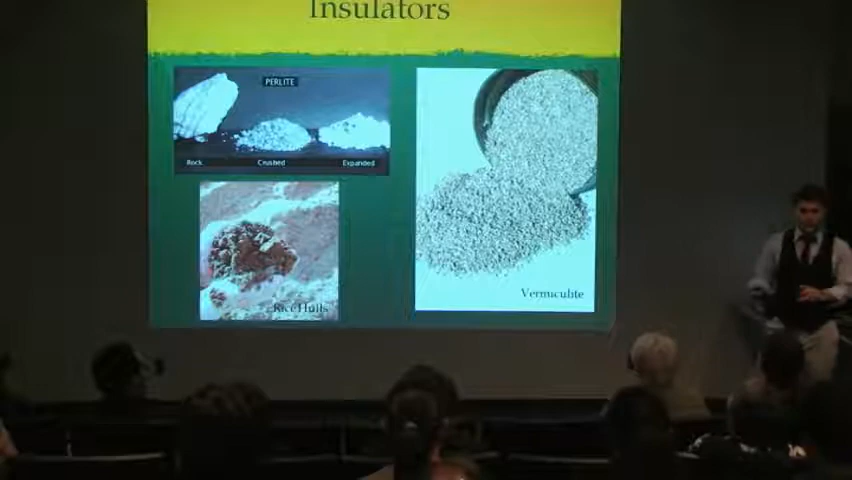 Insulators
PERLITE
Rock
Crushed
Expanded
Rice Hulls
Vermiculite